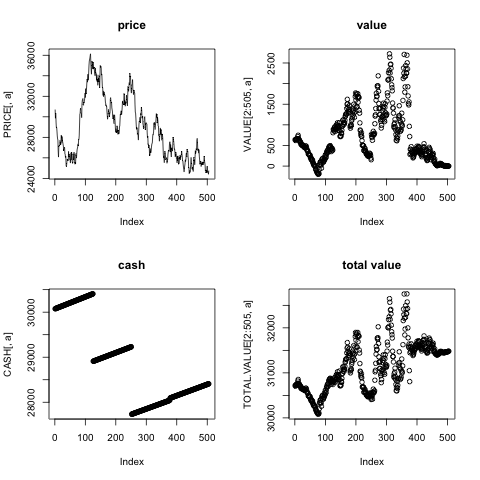 price
PRICE[, a]
24000 28000 32000 36000
0 100 200 300 400 500
Index
value
VALUE[2:505, a]
0 500 1500 2500
0 100 200 300 400 500
Index
cash
CASH[, a]
28000 29000 30000
0 100 200 300 400 500
Index
total value
TOTAL.VALUE[2:505, a]
30000 31000 32000
0 100 200 300 400 500
Index